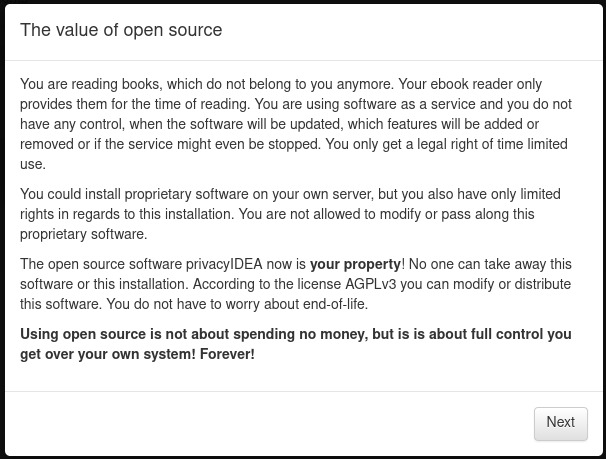 The value of open source
You are reading books, which do not belong to you anymore. Your ebook reader only
provides them for the time of reading. You are using software as a service and you do not
have any control, when the software will be updated, which features will be added or
removed or if the service might even be stopped. You only get a legal right of time limited
use.
You could install proprietary software on your own server, but you also have only limited
rights in regards to this installation. You are not allowed to modify or pass along this
proprietary software.
The open source software privacyIDEA now is your property! No one can take away this
software or this installation. According to the license AGPLv3 you can modify or distribute
this software. You do not have to worry about end-of-life.
Using open source is not about spending no money, but is is about full control you
get over your own system! Forever!
Next